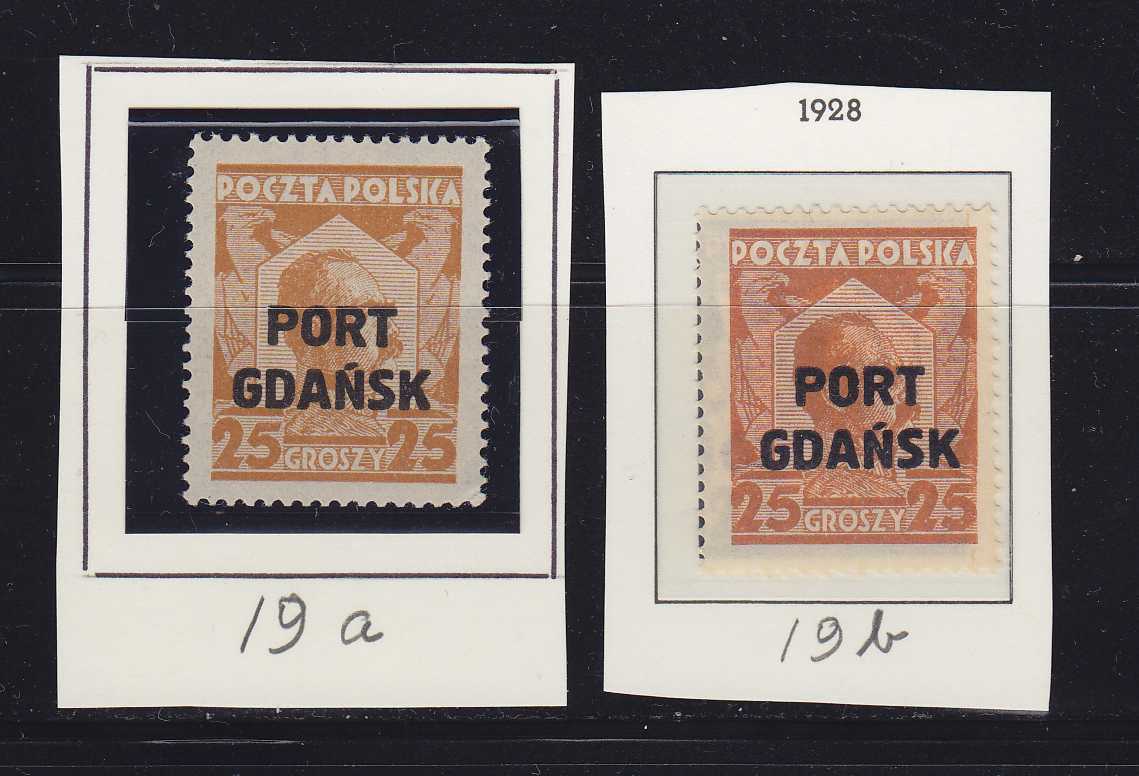 POCZTA POLSKA
PORT
GDAŃSK
25 GROSZY 25
19 a
1928
POCZTA POLSKA
PORT
GDAŃSK
25 GROSZY 25
19 b